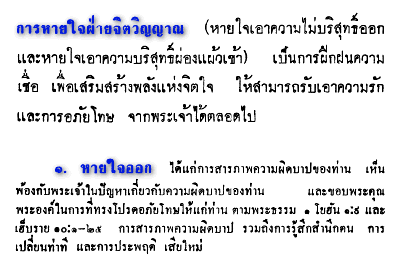 การหายใจฝ่ายจิตวิญญาณ (หายใจเอาความไม่บริสุทธิ์ออก
และหายใจเอาความบริสุทธิ์ผ่องแผ้วเข้า) เป็นการฝึกฝนความ
เชื่อ เพื่อเสริมสร้างพลังแห่งจิตใจ ให้สามารถรับเอาความรัก
และการอภัยโทษ จากพระเจ้าได้ตลอดไป
๑. หายใจออก ได้แก่การสารภาพความผิดบาปของท่าน เห็น
พ้องกับพระเจ้าในปัญหาเกี่ยวกับความผิดบาปของท่าน และขอบพระคุณ
พระองค์ในการที่ทรงโปรดอภัยโทษให้แก่ท่าน ตามพระธรรม ๑ โยฮัน ๑:๙ และ
เฮ็บราย ๑๐:๑-๒๕ การสารภาพความผิดบาป รวมถึงการรู้สึกสำนึกตน การ
เปลี่ยนท่าที และการประพฤติ เสียใหม่